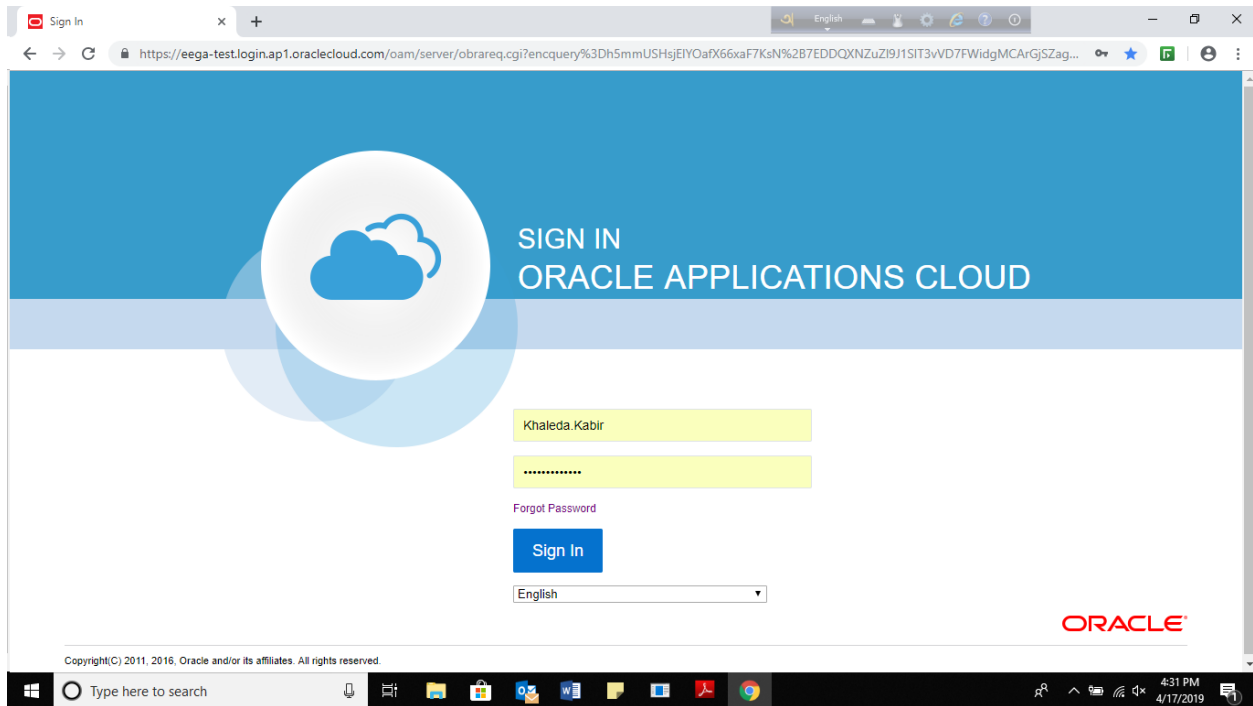 Sign In
অ English
https://eega-test.login.ap1.oraclecloud.com/oam/server/obrareq.cgi?encquery%3Dh5mmUSHsjEIYOafX66xaF7KsN%2B7EDDQXNZuZI9J1SIT3vVD7FWidgMCArGjSZag...
SIGN IN
ORACLE APPLICATIONS CLOUD
Khaleda.Kabir
•••••••••••••
Forgot Password
Sign In
English
ORACLE
Copyright(C) 2011, 2016, Oracle and/or its affiliates. All rights reserved.
Type here to search
4:31 PM
4/17/2019
1